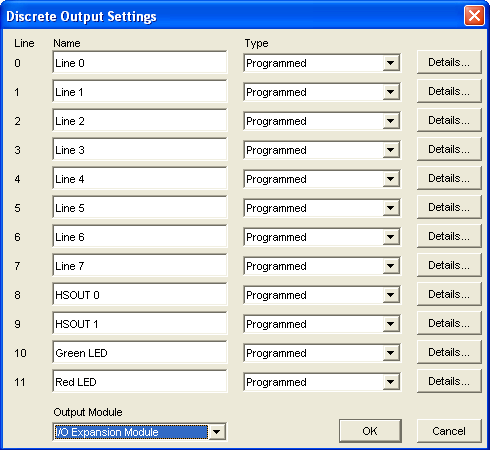 Discrete Output Settings
Line Name Type
0 Line 0 Programmed Details...
1 Line 1 Programmed Details...
2 Line 2 Programmed Details...
3 Line 3 Programmed Details...
4 Line 4 Programmed Details...
5 Line 5 Programmed Details...
6 Line 6 Programmed Details...
7 Line 7 Programmed Details...
8 HSOUT 0 Programmed Details...
9 HSOUT 1 Programmed Details...
10 Green LED Programmed Details...
11 Red LED Programmed Details...
Output Module
I/O Expansion Module OK Cancel